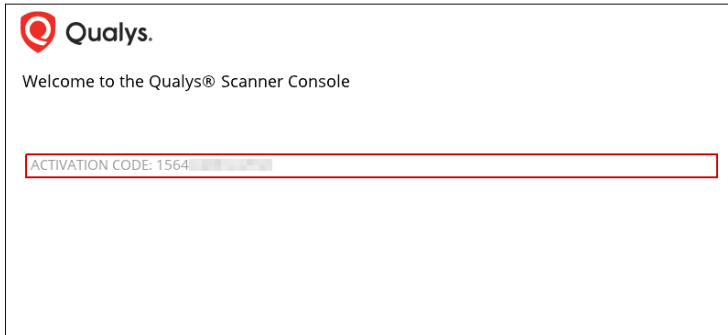 Qualys.
Welcome to the Qualys® Scanner Console
ACTIVATION CODE: 1564